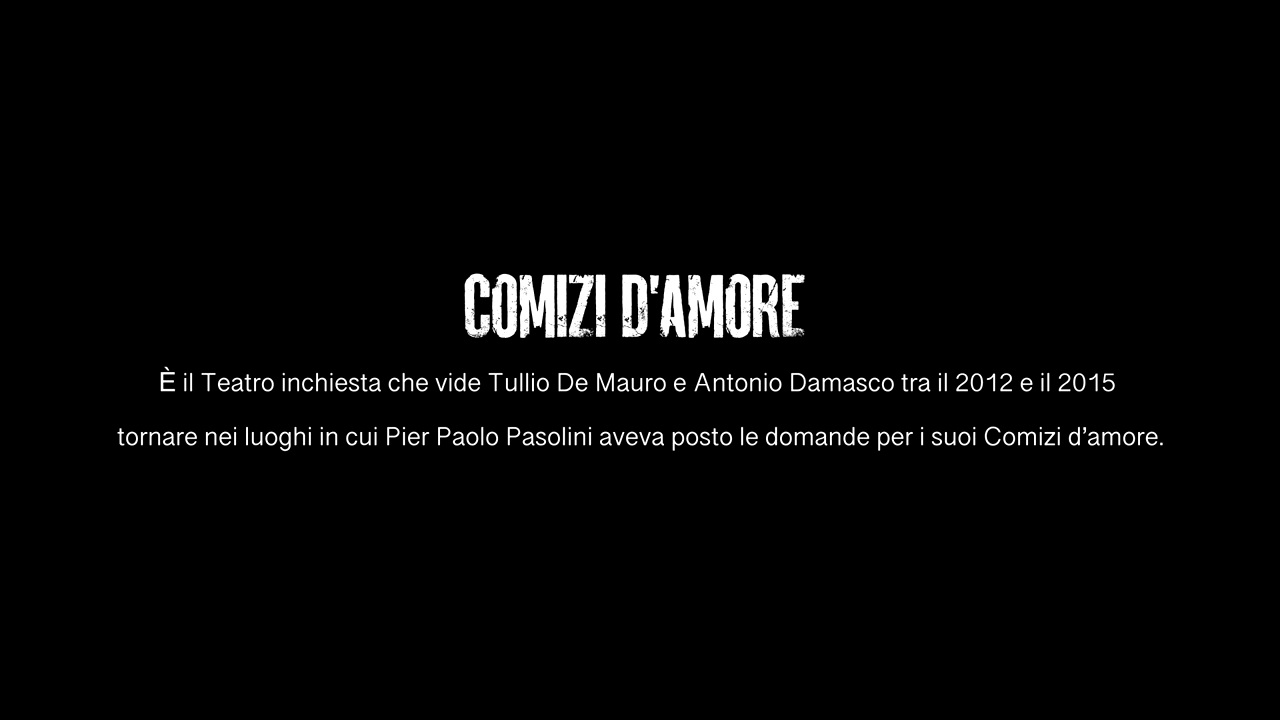 COMIZI D'AMORE
È il Teatro inchiesta che vide Tullio De Mauro e Antonio Damasco tra il 2012 e il 2015
tornare nei luoghi in cui Pier Paolo Pasolini aveva posto le domande per i suoi Comizi d’amore.